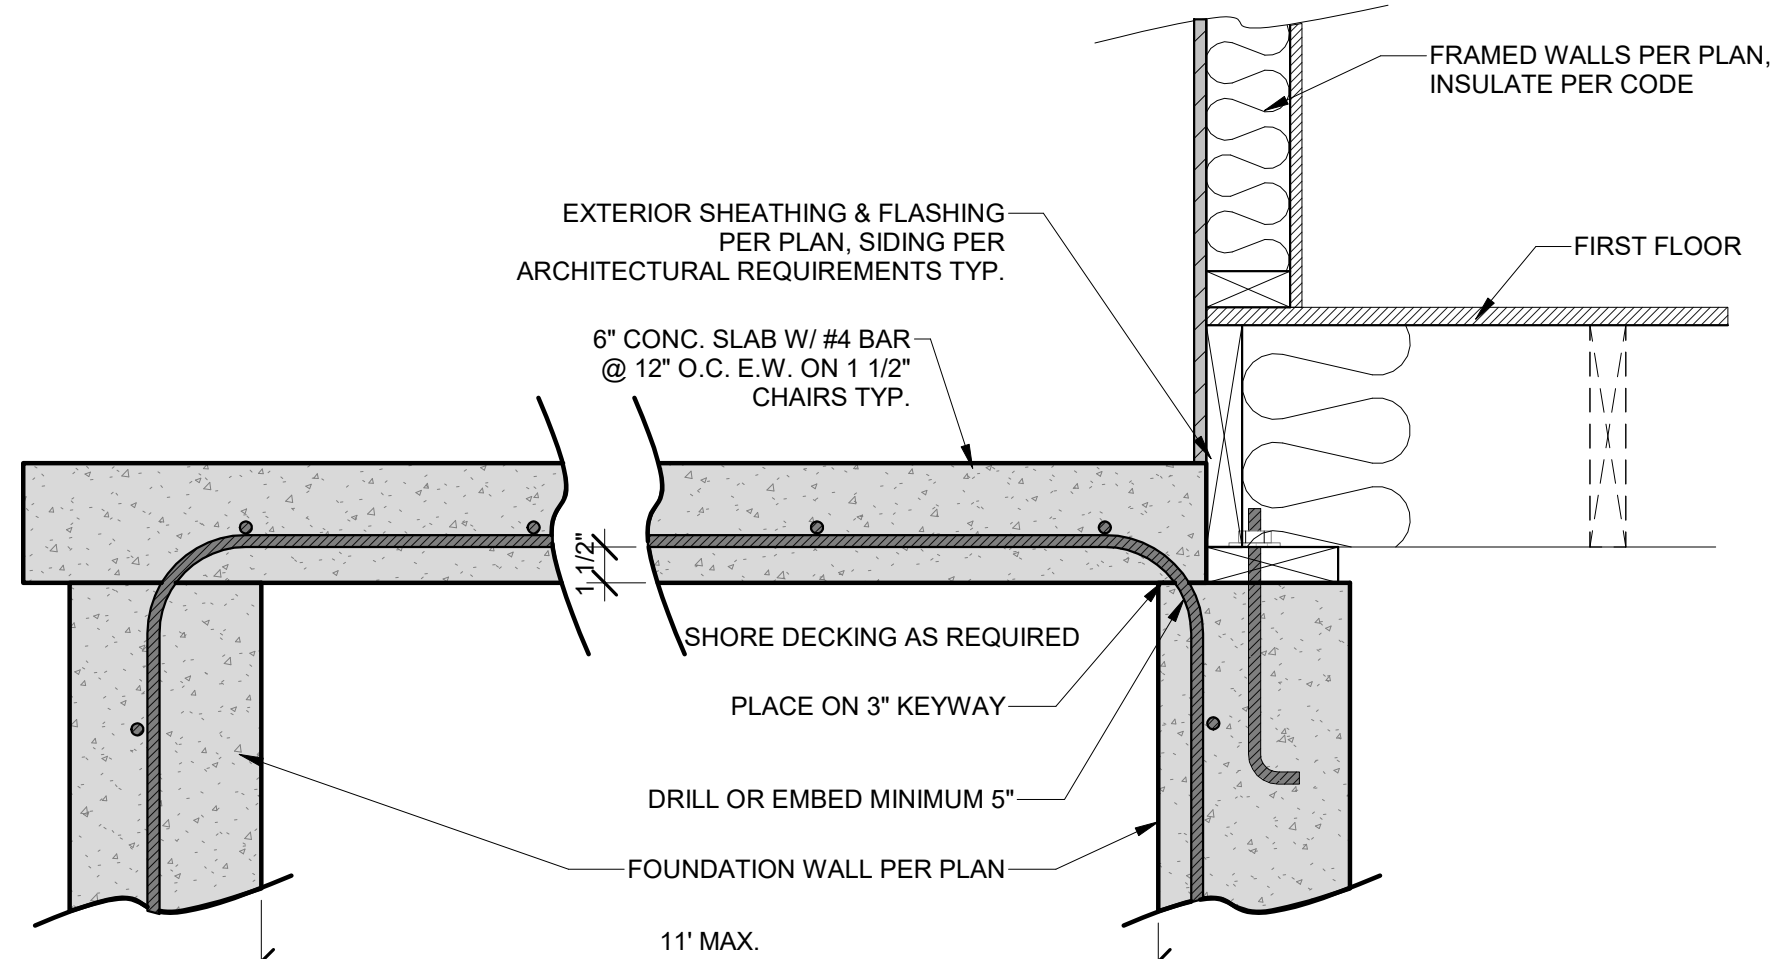 FRAMED WALLS PER PLAN,
INSULATE PER CODE
EXTERIOR SHEATHING & FLASHING
PER PLAN, SIDING PER
ARCHITECTURAL REQUIREMENTS TYP.
FIRST FLOOR
6" CONC. SLAB W/ #4 BAR
@ 12" O.C. E.W. ON 1 1/2"
CHAIRS TYP.
1 1/2"
SHORE DECKING AS REQUIRED
PLACE ON 3" KEYWAY
DRILL OR EMBED MINIMUM 5"
FOUNDATION WALL PER PLAN
11' MAX.